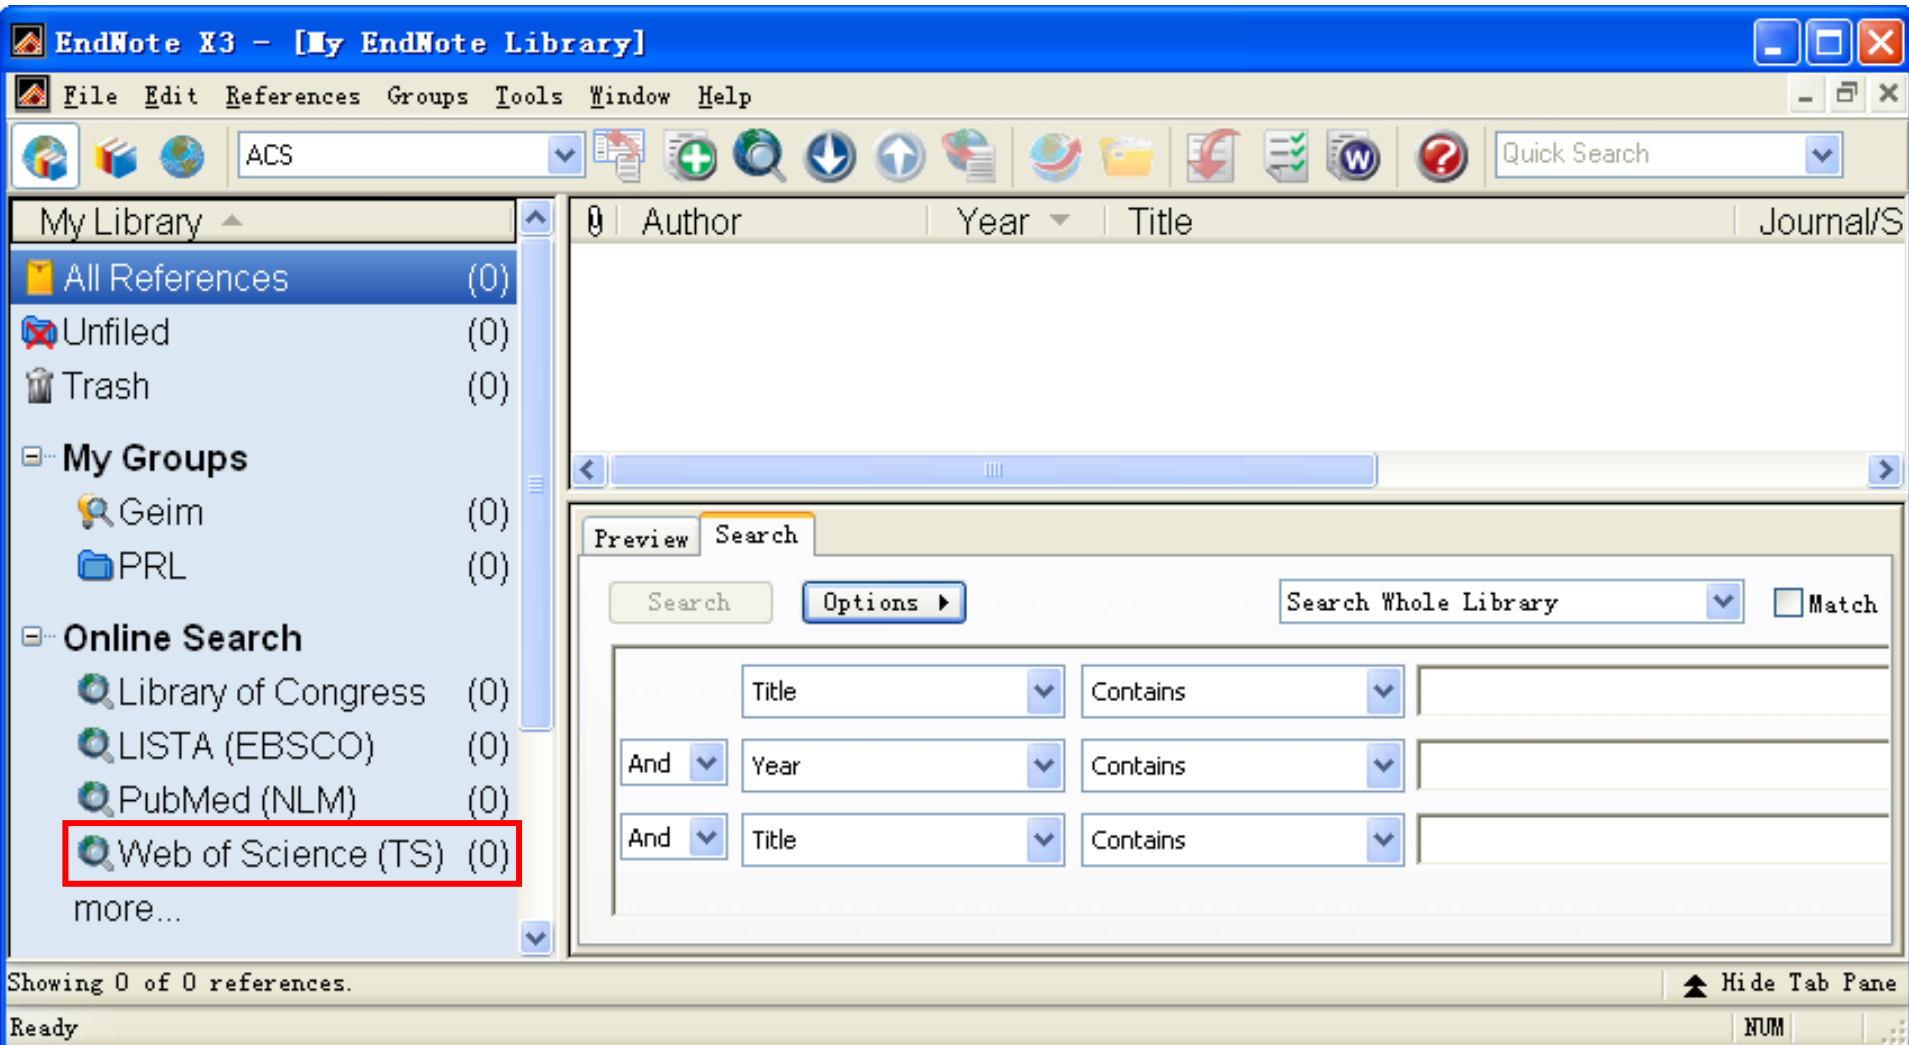 EndNote X3 - [My EndNote Library]
File Edit References Groups Tools Window Help
ACS
Quick Search
My Library
Author Year Title Journal/S
All References (0)
Unfiled (0)
Trash (0)
My Groups
Geim (0)
PRL (0)
Online Search
Library of Congress (0)
LISTA (EBSCO) (0)
PubMed (NLM) (0)
Web of Science (TS) (0)
more...
Preview Search
Search Options Search Whole Library Match
Title Contains
And Year Contains
And Title Contains
Showing 0 of 0 references.
Hide Tab Pane
Ready
NUM